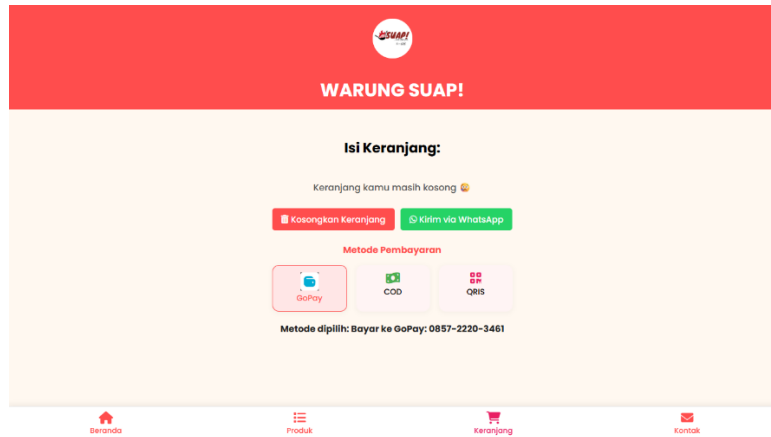 SUAP!
WARUNG SUAP!
Isi Keranjang:
Keranjang kamu masih kosong 😅
Kosongkan Keranjang
Kirim via WhatsApp
Metode Pembayaran
GoPay
COD
QRIS
Metode dipilih: Bayar ke GoPay: 0857-2220-3461
Beranda
Produk
Keranjang
Kontak